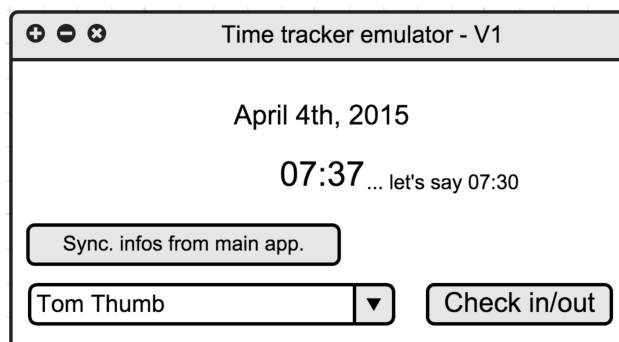 Time tracker emulator - V1
April 4th, 2015
07:37... let's say 07:30
Sync. infos from main app.
Tom Thumb
Check in/out